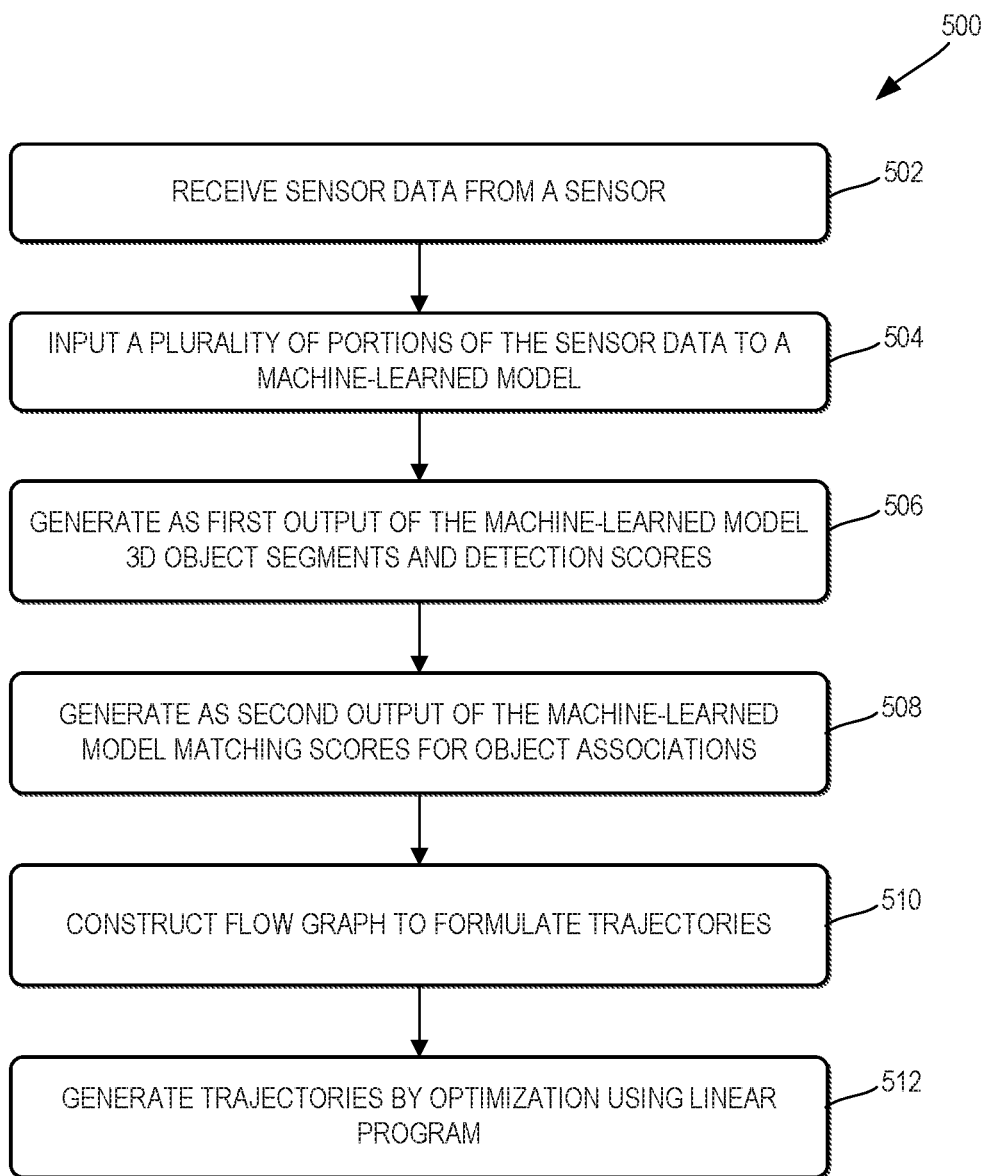 500
RECEIVE SENSOR DATA FROM A SENSOR
502
INPUT A PLURALITY OF PORTIONS OF THE SENSOR DATA TO A
MACHINE-LEARNED MODEL
504
GENERATE AS FIRST OUTPUT OF THE MACHINE-LEARNED MODEL
3D OBJECT SEGMENTS AND DETECTION SCORES
506
GENERATE AS SECOND OUTPUT OF THE MACHINE-LEARNED
MODEL MATCHING SCORES FOR OBJECT ASSOCIATIONS
508
CONSTRUCT FLOW GRAPH TO FORMULATE TRAJECTORIES
510
GENERATE TRAJECTORIES BY OPTIMIZATION USING LINEAR
PROGRAM
512